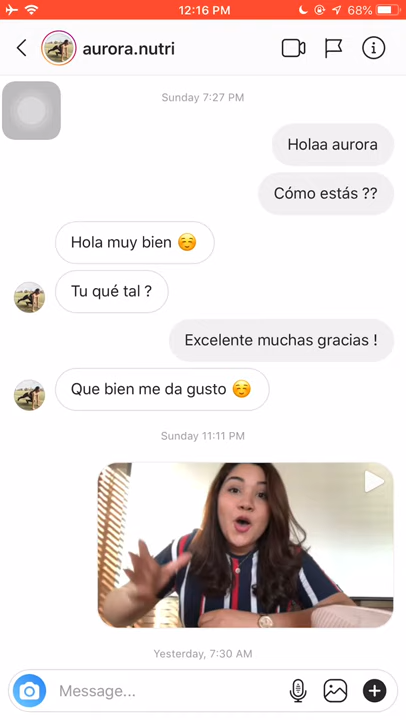 12:16 PM
68%
aurora.nutri
Sunday 7:27 PM
Holaa aurora
Cómo estás ??
Hola muy bien ☺️
Tu qué tal ?
Excelente muchas gracias !
Que bien me da gusto ☺️
Sunday 11:11 PM
Yesterday, 7:30 AM
Message...